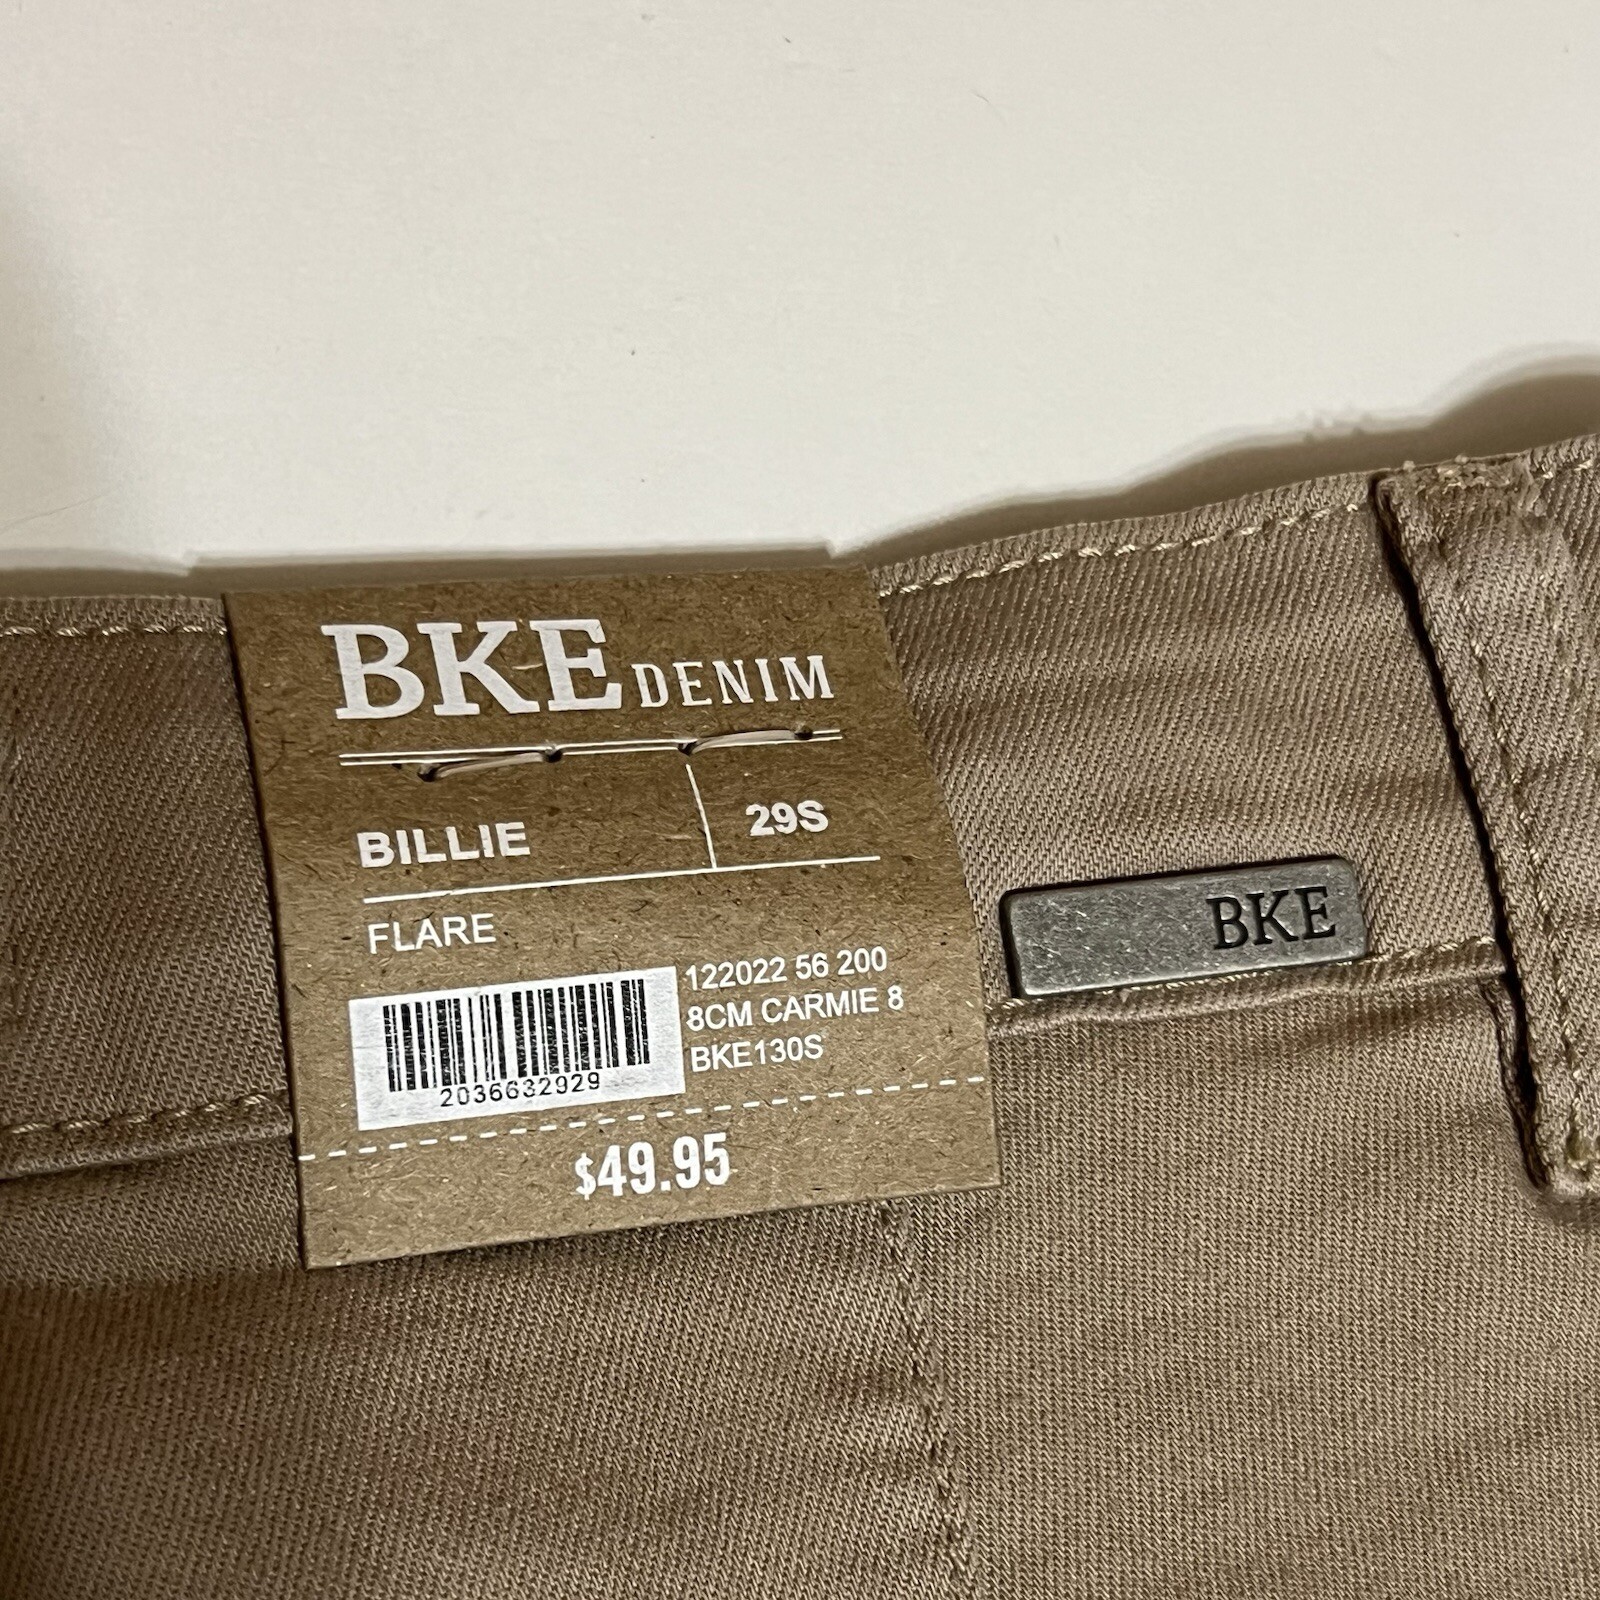 BKE DENIM
BILLIE 29S
FLARE
122022 56 200
8CM CARMIE 8
BKE130S
2036632929
$49.95
BKE